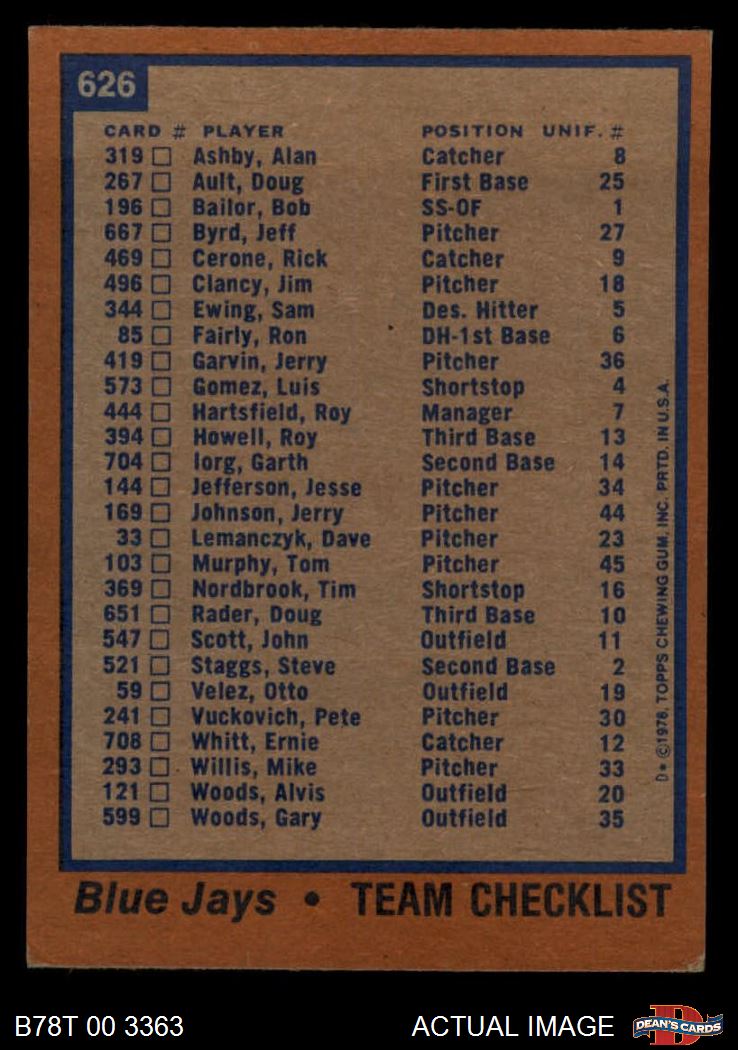 626
CARD # PLAYER POSITION UNIF. #
319 Ashby, Alan Catcher 8
267 Ault, Doug First Base 25
196 Bailor, Bob SS-OF 1
667 Byrd, Jeff Pitcher 27
469 Cerone, Rick Catcher 9
496 Clancy, Jim Pitcher 18
344 Ewing, Sam Des. Hitter 5
85 Fairly, Ron DH-1st Base 6
419 Garvin, Jerry Pitcher 36
573 Gomez, Luis Shortstop 4
444 Hartsfield, Roy Manager 7
394 Howell, Roy Third Base 13
704 Iorg, Garth Second Base 14
144 Jefferson, Jesse Pitcher 34
169 Johnson, Jerry Pitcher 44
33 Lemanczyk, Dave Pitcher 23
103 Murphy, Tom Pitcher 45
369 Nordbrook, Tim Shortstop 16
651 Rader, Doug Third Base 10
547 Scott, John Outfield 11
521 Staggs, Steve Second Base 2
59 Velez, Otto Outfield 19
241 Vuckovich, Pete Pitcher 30
708 Whitt, Ernie Catcher 12
293 Willis, Mike Pitcher 33
121 Woods, Alvis Outfield 20
599 Woods, Gary Outfield 35
D* ©1978, TOPPS CHEWING GUM, INC. PRTD. IN U.S.A.
Blue Jays • TEAM CHECKLIST
B78T 00 3363 ACTUAL IMAGE
DEAN'S CARDS